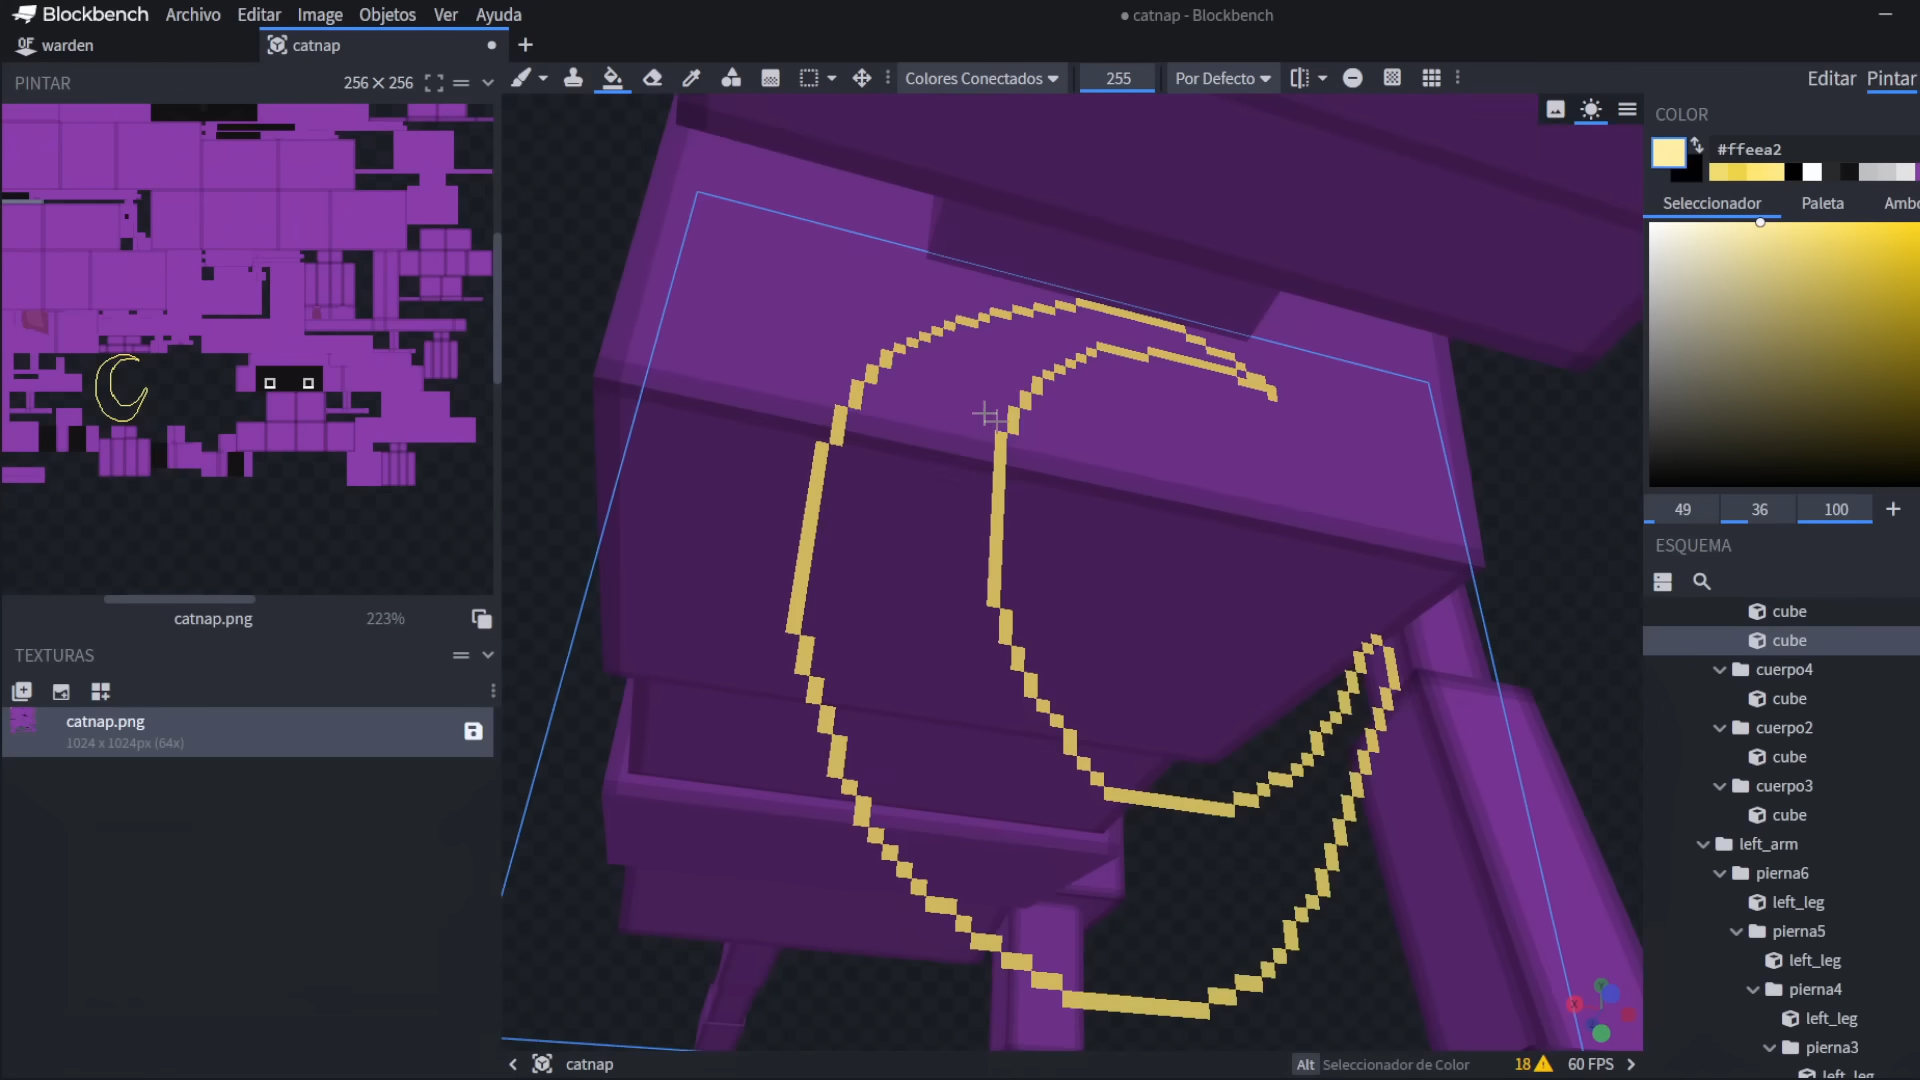 Blockbench Archivo Editar Image Objetos Ver Ayuda
catnap - Blockbench
warden
catnap
PINTAR
256 × 256
Colores Conectados
255
Por Defecto
Editar Pintar
COLOR
#ffeea2
Seleccionador
Paleta
Ambo
49
36
100
ESQUEMA
cube
cube
cuerpo4
cube
cuerpo2
cube
cuerpo3
cube
left_arm
pierna6
left_leg
pierna5
left_leg
pierna4
left_leg
pierna3
left_leg
catnap.png
223%
TEXTURAS
catnap.png
1024 x 1024px (64x)
catnap
Alt Seleccionador de Color
18
60 FPS